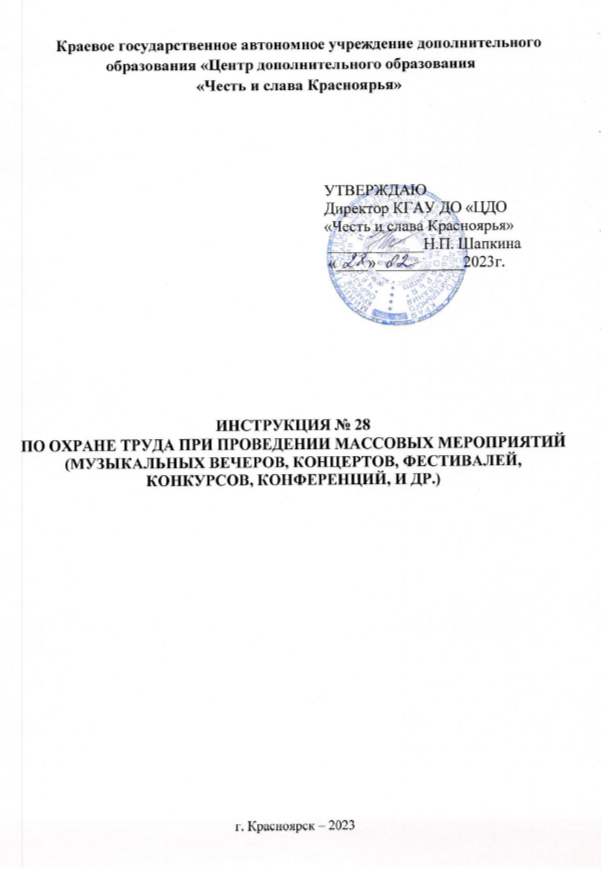 Краевое государственное автономное учреждение дополнительного
образования «Центр дополнительного образования
«Честь и слава Красноярья»
УТВЕРЖДАЮ
Директор КГАУ ДО «ЦДО
«Честь и слава Красноярья»
Н.П. Шапкина
«28» 02 2023г.
ИНСТРУКЦИЯ № 28
ПО ОХРАНЕ ТРУДА ПРИ ПРОВЕДЕНИИ МАССОВЫХ МЕРОПРИЯТИЙ
(МУЗЫКАЛЬНЫХ ВЕЧЕРОВ, КОНЦЕРТОВ, ФЕСТИВАЛЕЙ,
КОНКУРСОВ, КОНФЕРЕНЦИЙ, И ДР.)
г. Красноярск – 2023